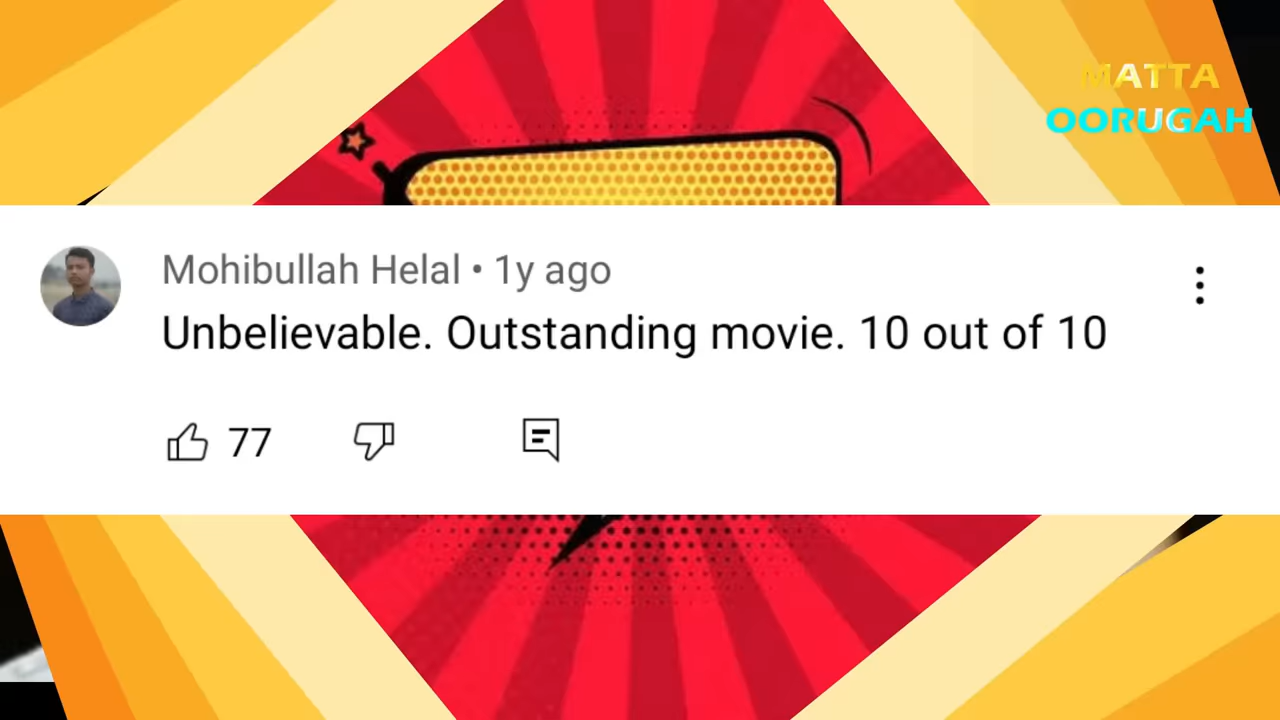 MATTA
OORUGAH
Mohibullah Helal • 1y ago
Unbelievable. Outstanding movie. 10 out of 10
77